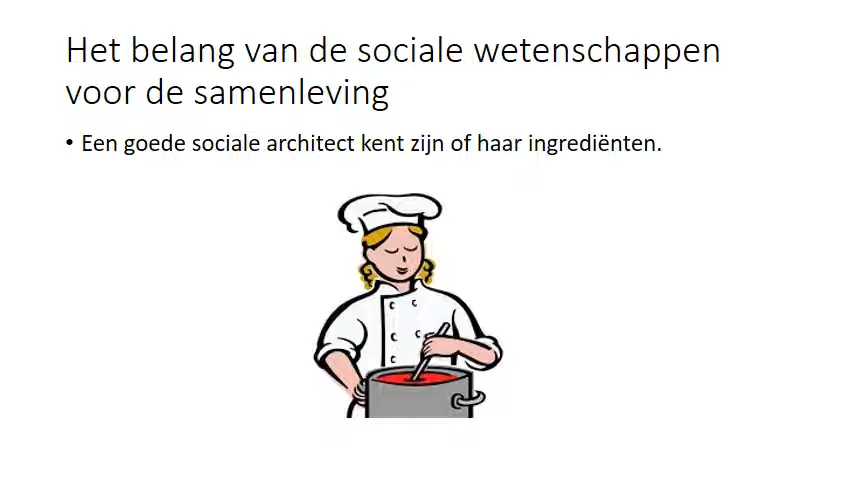 Het belang van de sociale wetenschappen
voor de samenleving
• Een goede sociale architect kent zijn of haar ingrediënten.